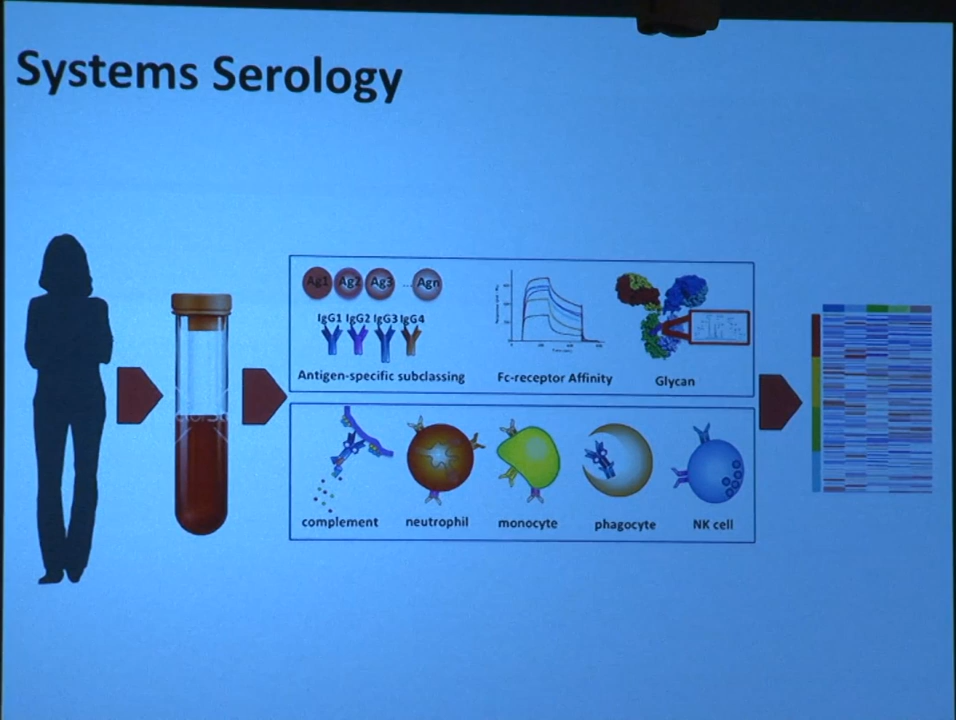 Systems Serology
Ag1 Ag2 Ag3 ... Agn
IgG1 IgG2 IgG3 IgG4
Antigen-specific subclassing
Fc-receptor Affinity
Glycan
complement
neutrophil
monocyte
phagocyte
NK cell